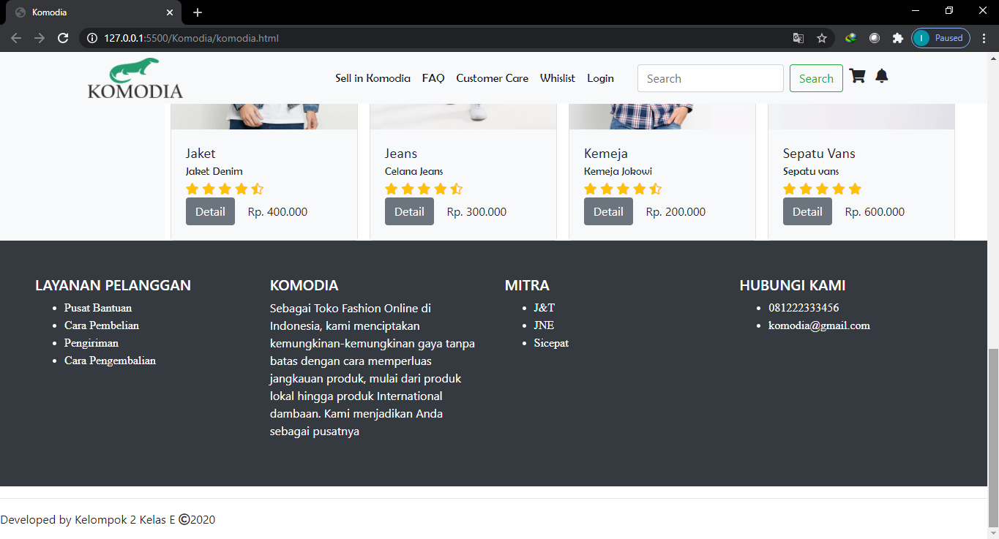 Komodia
127.0.0.1:5500/Komodia/komodia.html
I Paused
KOMODIA
Sell in Komodia FAQ Customer Care Whislist Login Search Search
Jaket Jeans Kemeja Sepatu Vans
Jaket Denim Celana Jeans Kemeja Jokowi Sepatu vans
Detail Rp. 400.000 Detail Rp. 300.000 Detail Rp. 200.000 Detail Rp. 600.000
LAYANAN PELANGGAN
Pusat Bantuan
Cara Pembelian
Pengiriman
Cara Pengembalian
KOMODIA
Sebagai Toko Fashion Online di
Indonesia, kami menciptakan
kemungkinan-kemungkinan gaya tanpa
batas dengan cara memperluas
jangkauan produk, mulai dari produk
lokal hingga produk International
dambaan. Kami menjadikan Anda
sebagai pusatnya
MITRA
J&T
JNE
Sicepat
HUBUNGI KAMI
081222333456
komodia@gmail.com
Developed by Kelompok 2 Kelas E ©2020